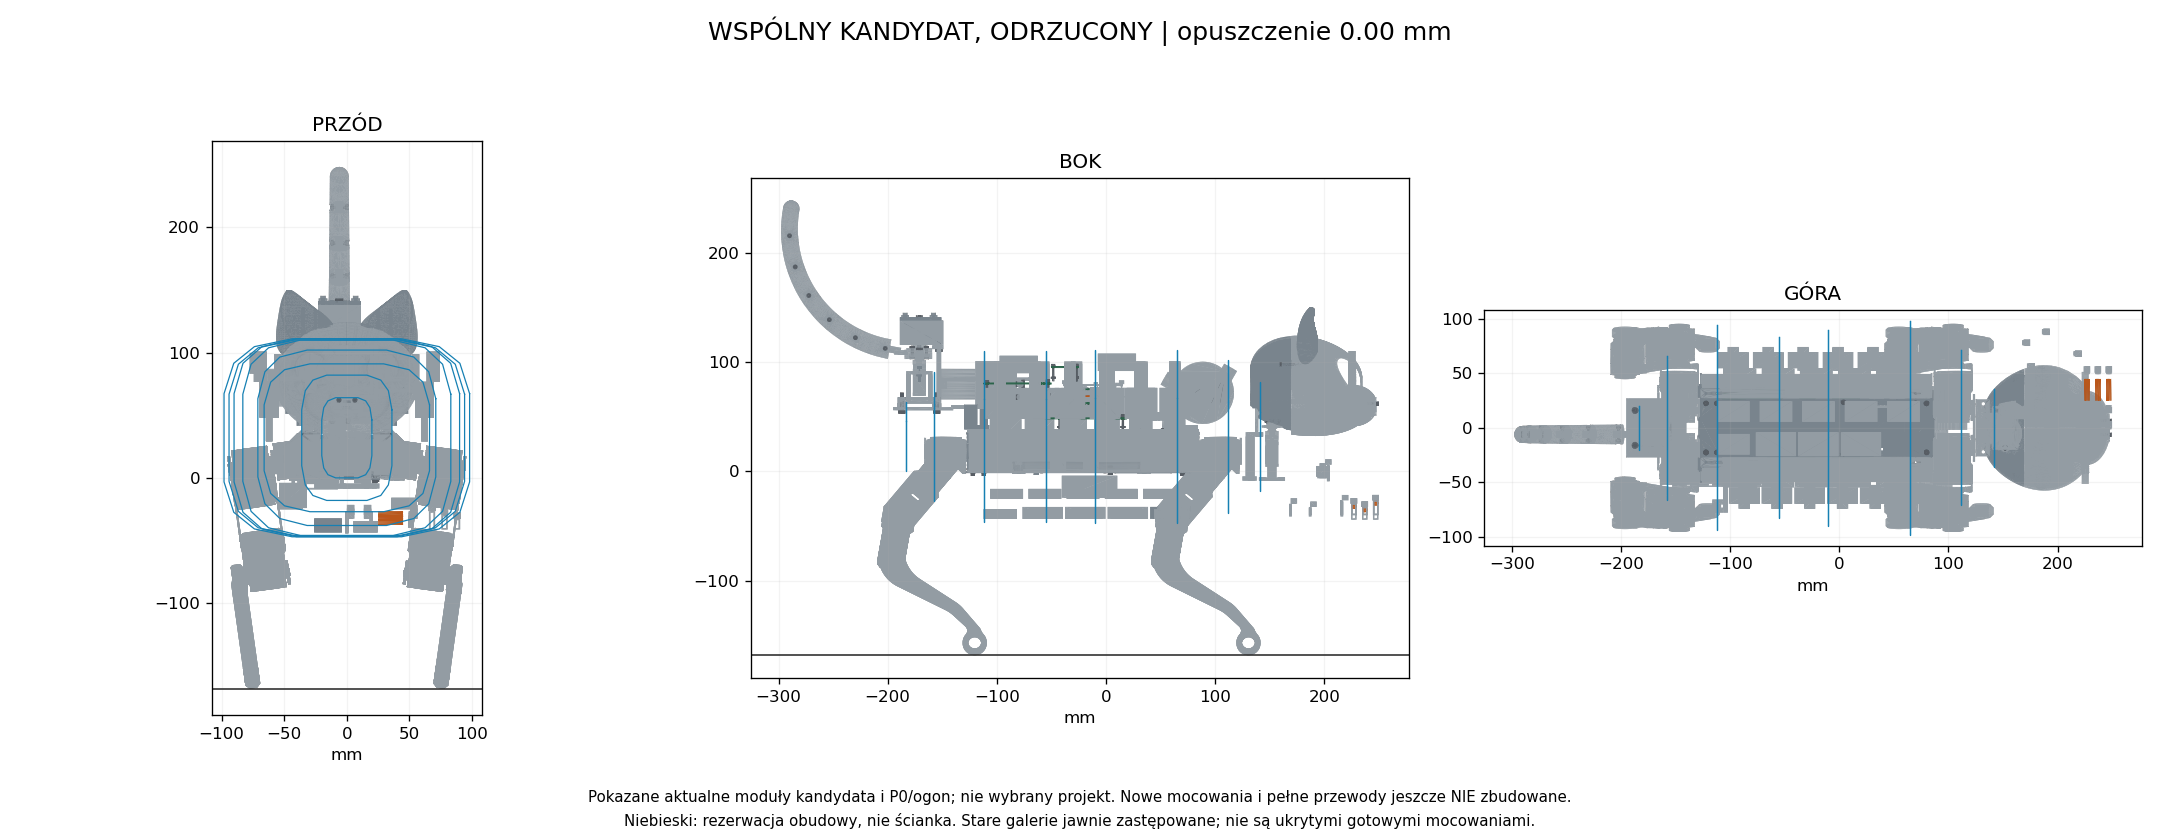 WSPÓLNY KANDYDAT, ODRZUCONY | opuszczenie 0.00 mm
PRZÓD
200
100
0
−100
−100 −50 0 50 100
mm
BOK
200
100
0
−100
−300 −200 −100 0 100 200
mm
GÓRA
100
50
0
−50
−100
−300 −200 −100 0 100 200
mm
Pokazane aktualne moduły kandydata i P0/ogon; nie wybrany projekt. Nowe mocowania i pełne przewody jeszcze NIE zbudowane.
Niebieski: rezerwacja obudowy, nie ścianka. Stare galerie jawnie zastępowane; nie są ukrytymi gotowymi mocowaniami.